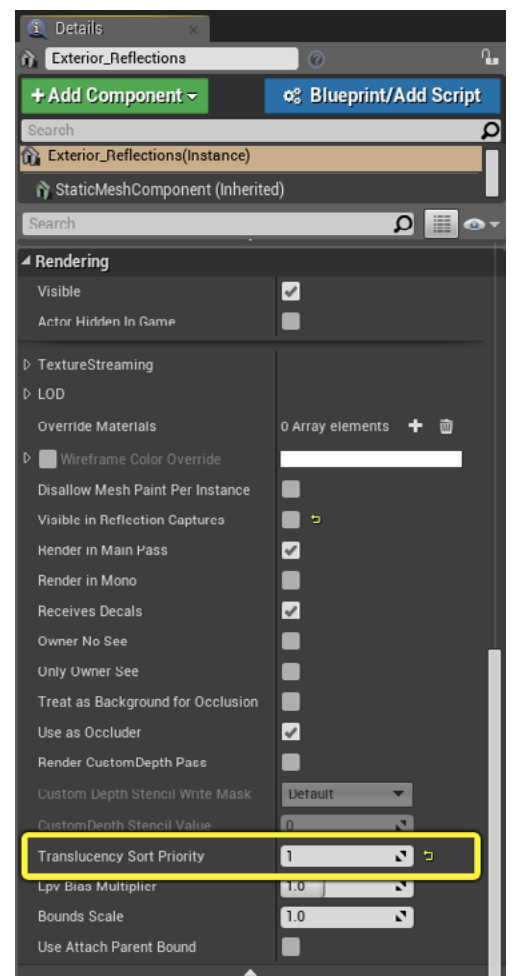 Details
Exterior_Reflections
+Add Component
Blueprint/Add Script
Search
Exterior_Reflections(Instance)
StaticMeshComponent (Inherited)
Search
Rendering
Visible
Actor Hidden In Game
TextureStreaming
LOD
Override Materials 0 Array elements
Wireframe Color Override
Disallow Mesh Paint Per Instance
Visible in Reflection Captures
Render in Main Pass
Render in Mono
Receives Decals
Owner No See
Only Owner See
Treat as Background for Occlusion
Use as Occluder
Render CustomDepth Pass
Custom Depth Stencil Write Mask Default
CustomDepth Stencil Value 0
Translucency Sort Priority 1
Lpv Bias Multiplier 1.0
Bounds Scale 1.0
Use Attach Parent Bound